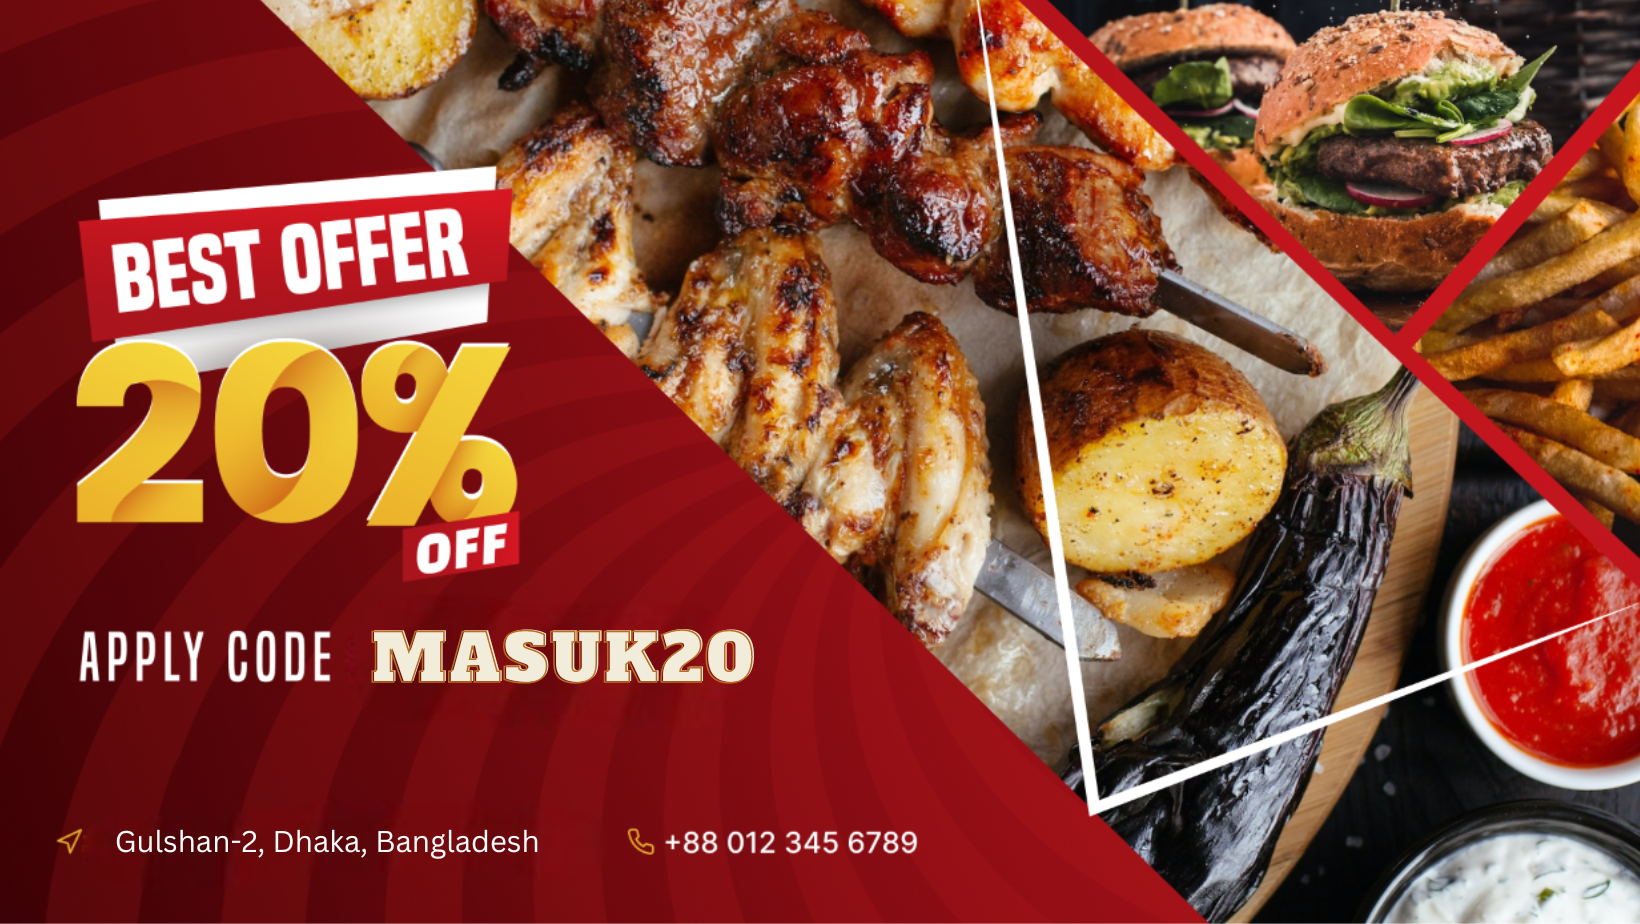 BEST OFFER
20%
OFF
APPLY CODE MASUK20
Gulshan-2, Dhaka, Bangladesh +88 012 345 6789